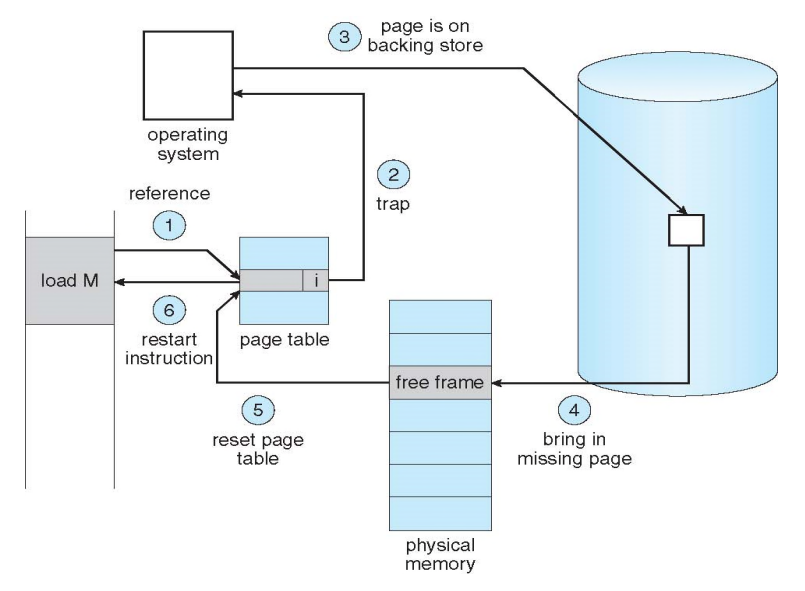 3
page is on
backing store
operating
system
2
trap
reference
1
load M
i
6
restart
instruction
page table
free frame
5
reset page
table
4
bring in
missing page
physical
memory